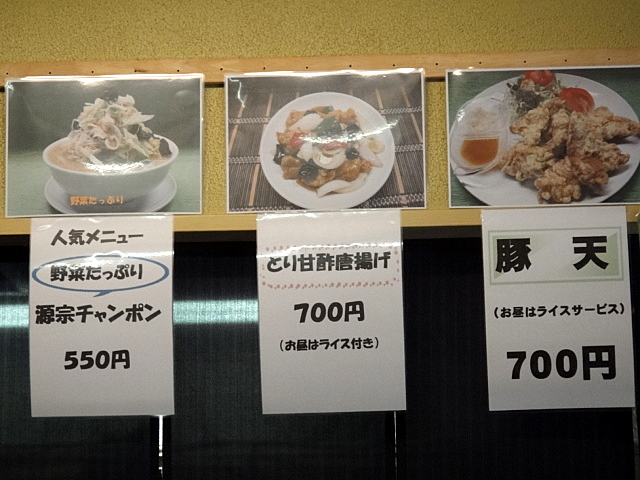 野菜たっぷり
人気メニュー
野菜たっぷり
源宗チャンポン
550円
とり甘酢唐揚げ
700円
(お昼はライス付き)
豚 天
(お昼はライスサービス)
700円